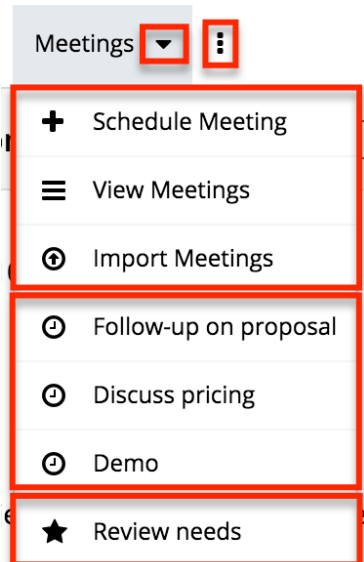 Meetings
Schedule Meeting
View Meetings
Import Meetings
Follow-up on proposal
Discuss pricing
Demo
Review needs